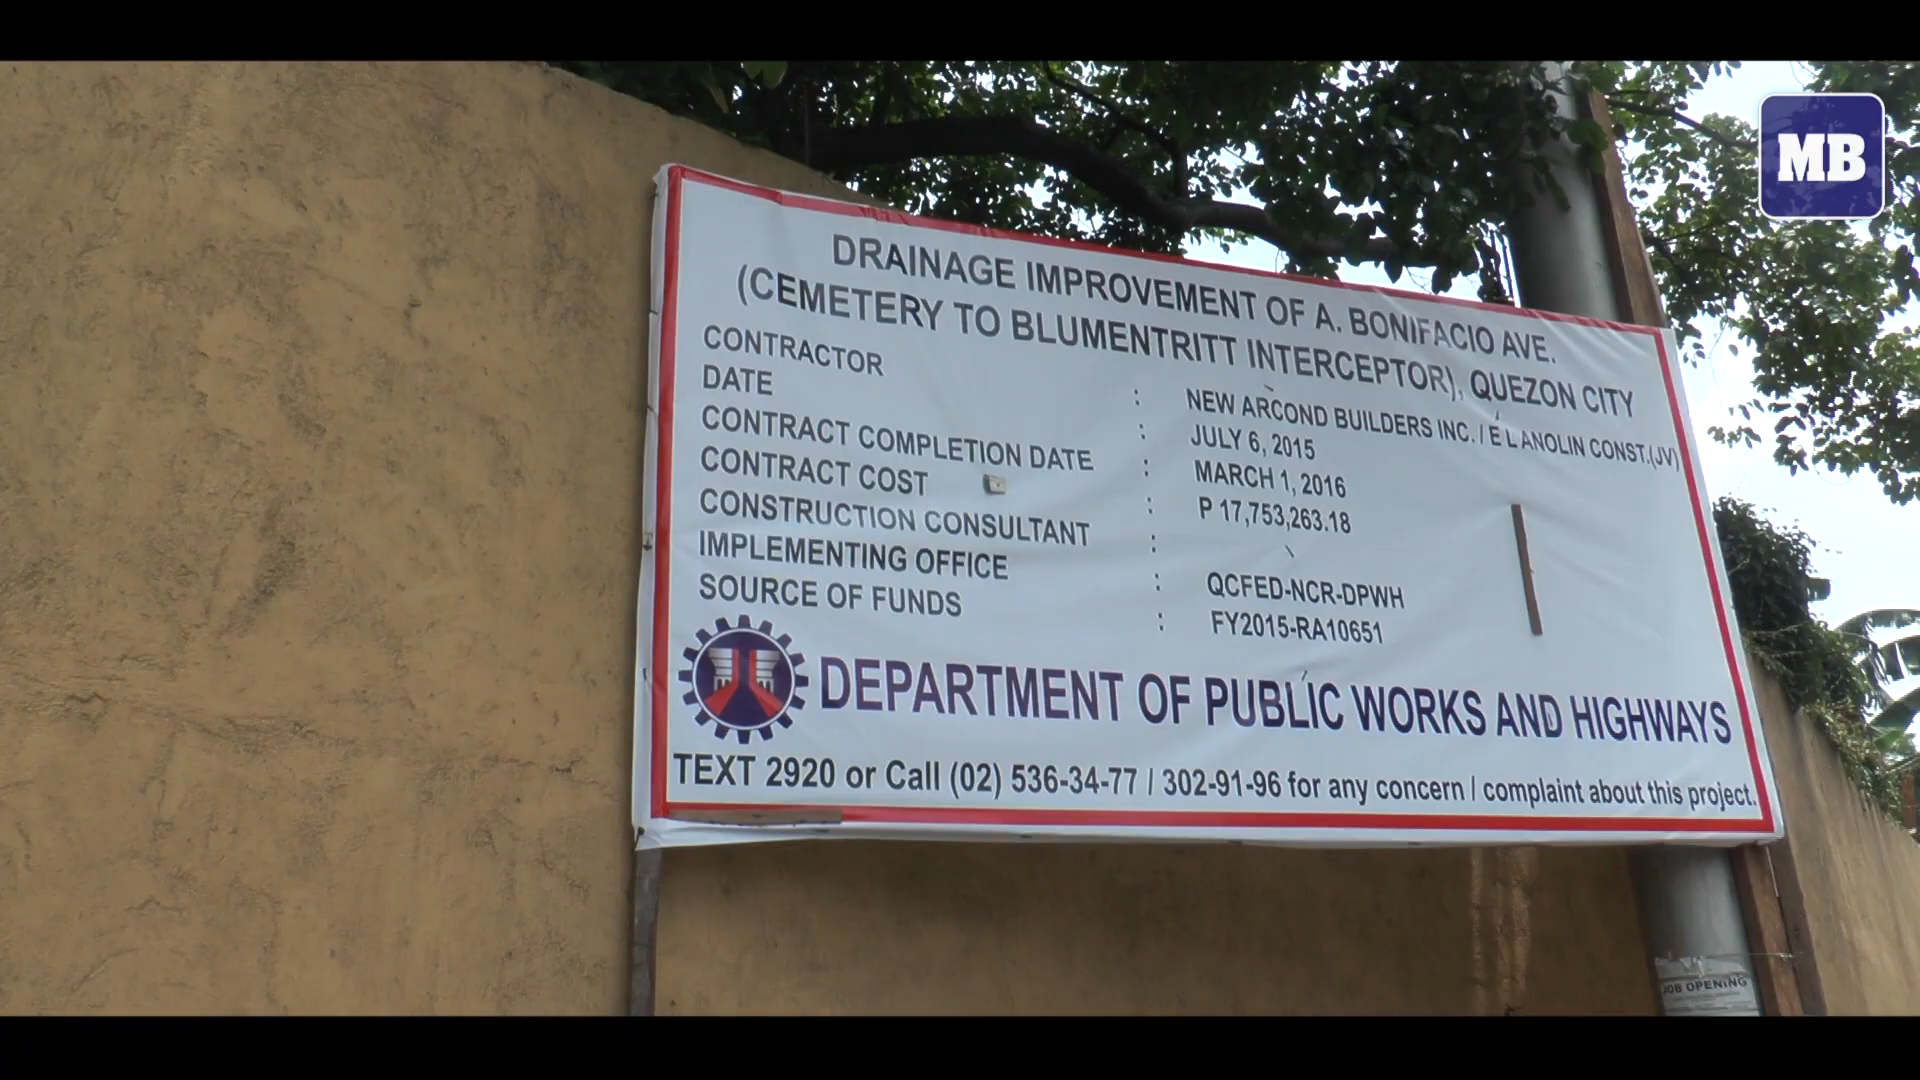 MB
DRAINAGE IMPROVEMENT OF A. BONIFACIO AVE.
(CEMETERY TO BLUMENTRITT INTERCEPTOR), QUEZON CITY
CONTRACTOR : NEW ARCOND BUILDERS INC. / E L ANOLIN CONST.(JV)
DATE : JULY 6, 2015
CONTRACT COMPLETION DATE : MARCH 1, 2016
CONTRACT COST : P 17,753,263.18
CONSTRUCTION CONSULTANT :
IMPLEMENTING OFFICE : QCFED-NCR-DPWH
SOURCE OF FUNDS : FY2015-RA10651
DEPARTMENT OF PUBLIC WORKS AND HIGHWAYS
TEXT 2920 or Call (02) 536-34-77 / 302-91-96 for any concern / complaint about this project.
JOB OPENING